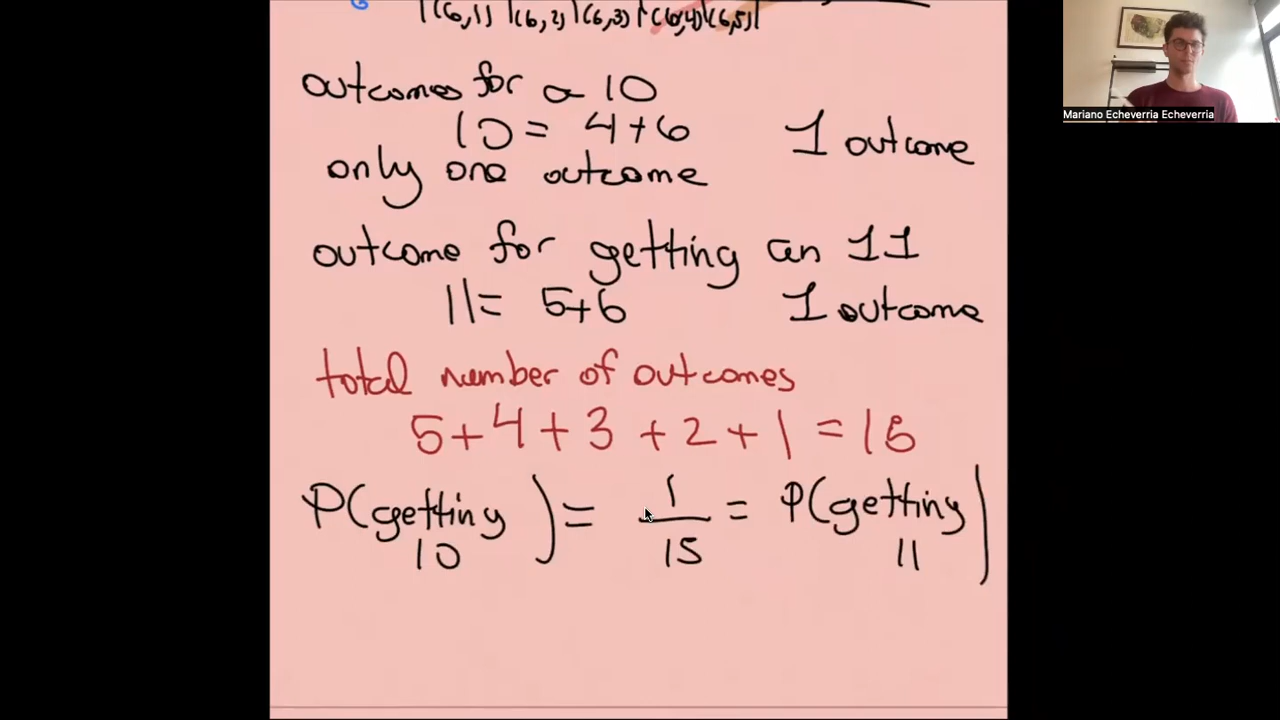 6 |(6,1) |(6,2) |(6,3) |(6,4)|(6,5)|
outcomes for a 10
10 = 4+6
1 outcome
only one outcome
outcome for getting an 11
11= 5+6
1 outcome
total number of outcomes
5+4+3+2+1=15
P(getting 10) = 1/15 = P(getting 11)
Mariano Echeverria Echeverria